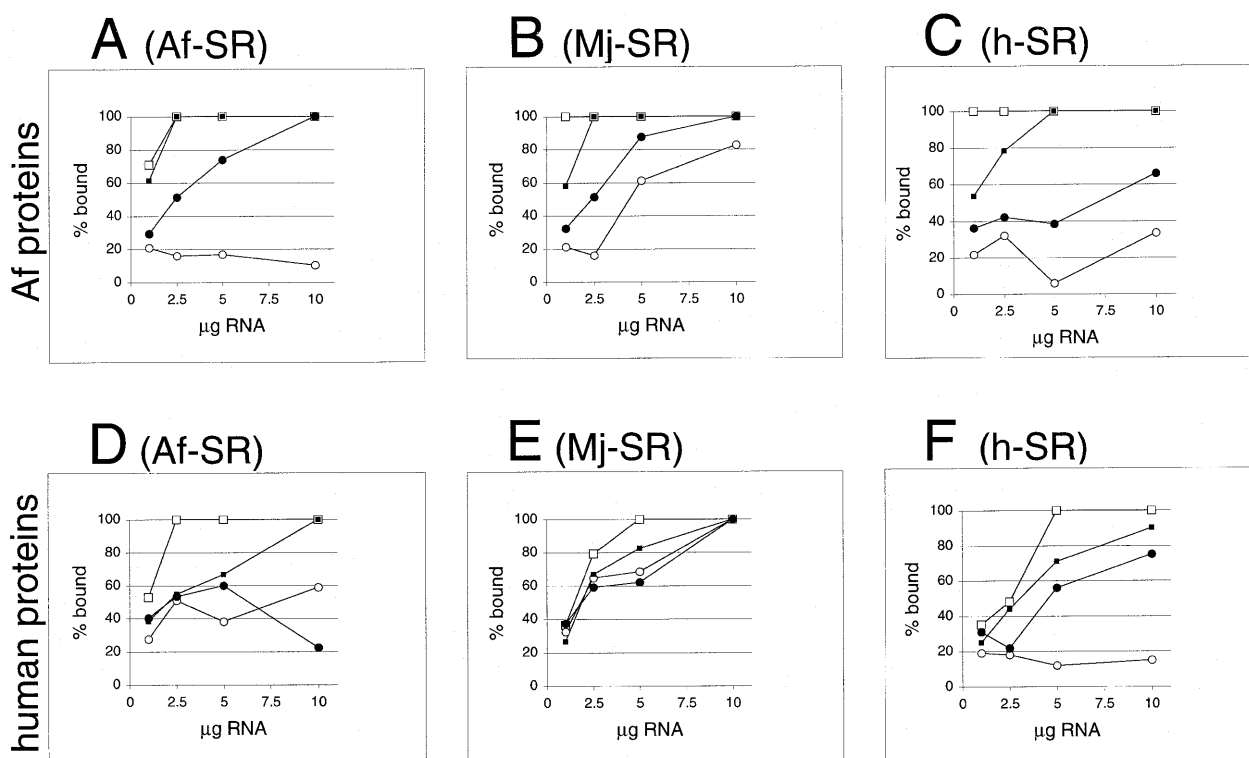 A (Af-SR)
B (Mj-SR)
C (h-SR)
Af proteins
% bound
100
80
60
40
20
0
0 2.5 5 7.5 10
µg RNA
% bound
100
80
60
40
20
0
0 2.5 5 7.5 10
µg RNA
% bound
100
80
60
40
20
0
0 2.5 5 7.5 10
µg RNA
D (Af-SR)
E (Mj-SR)
F (h-SR)
human proteins
% bound
100
80
60
40
20
0
0 2.5 5 7.5 10
µg RNA
% bound
100
80
60
40
20
0
0 2.5 5 7.5 10
µg RNA
% bound
100
80
60
40
20
0
0 2.5 5 7.5 10
µg RNA